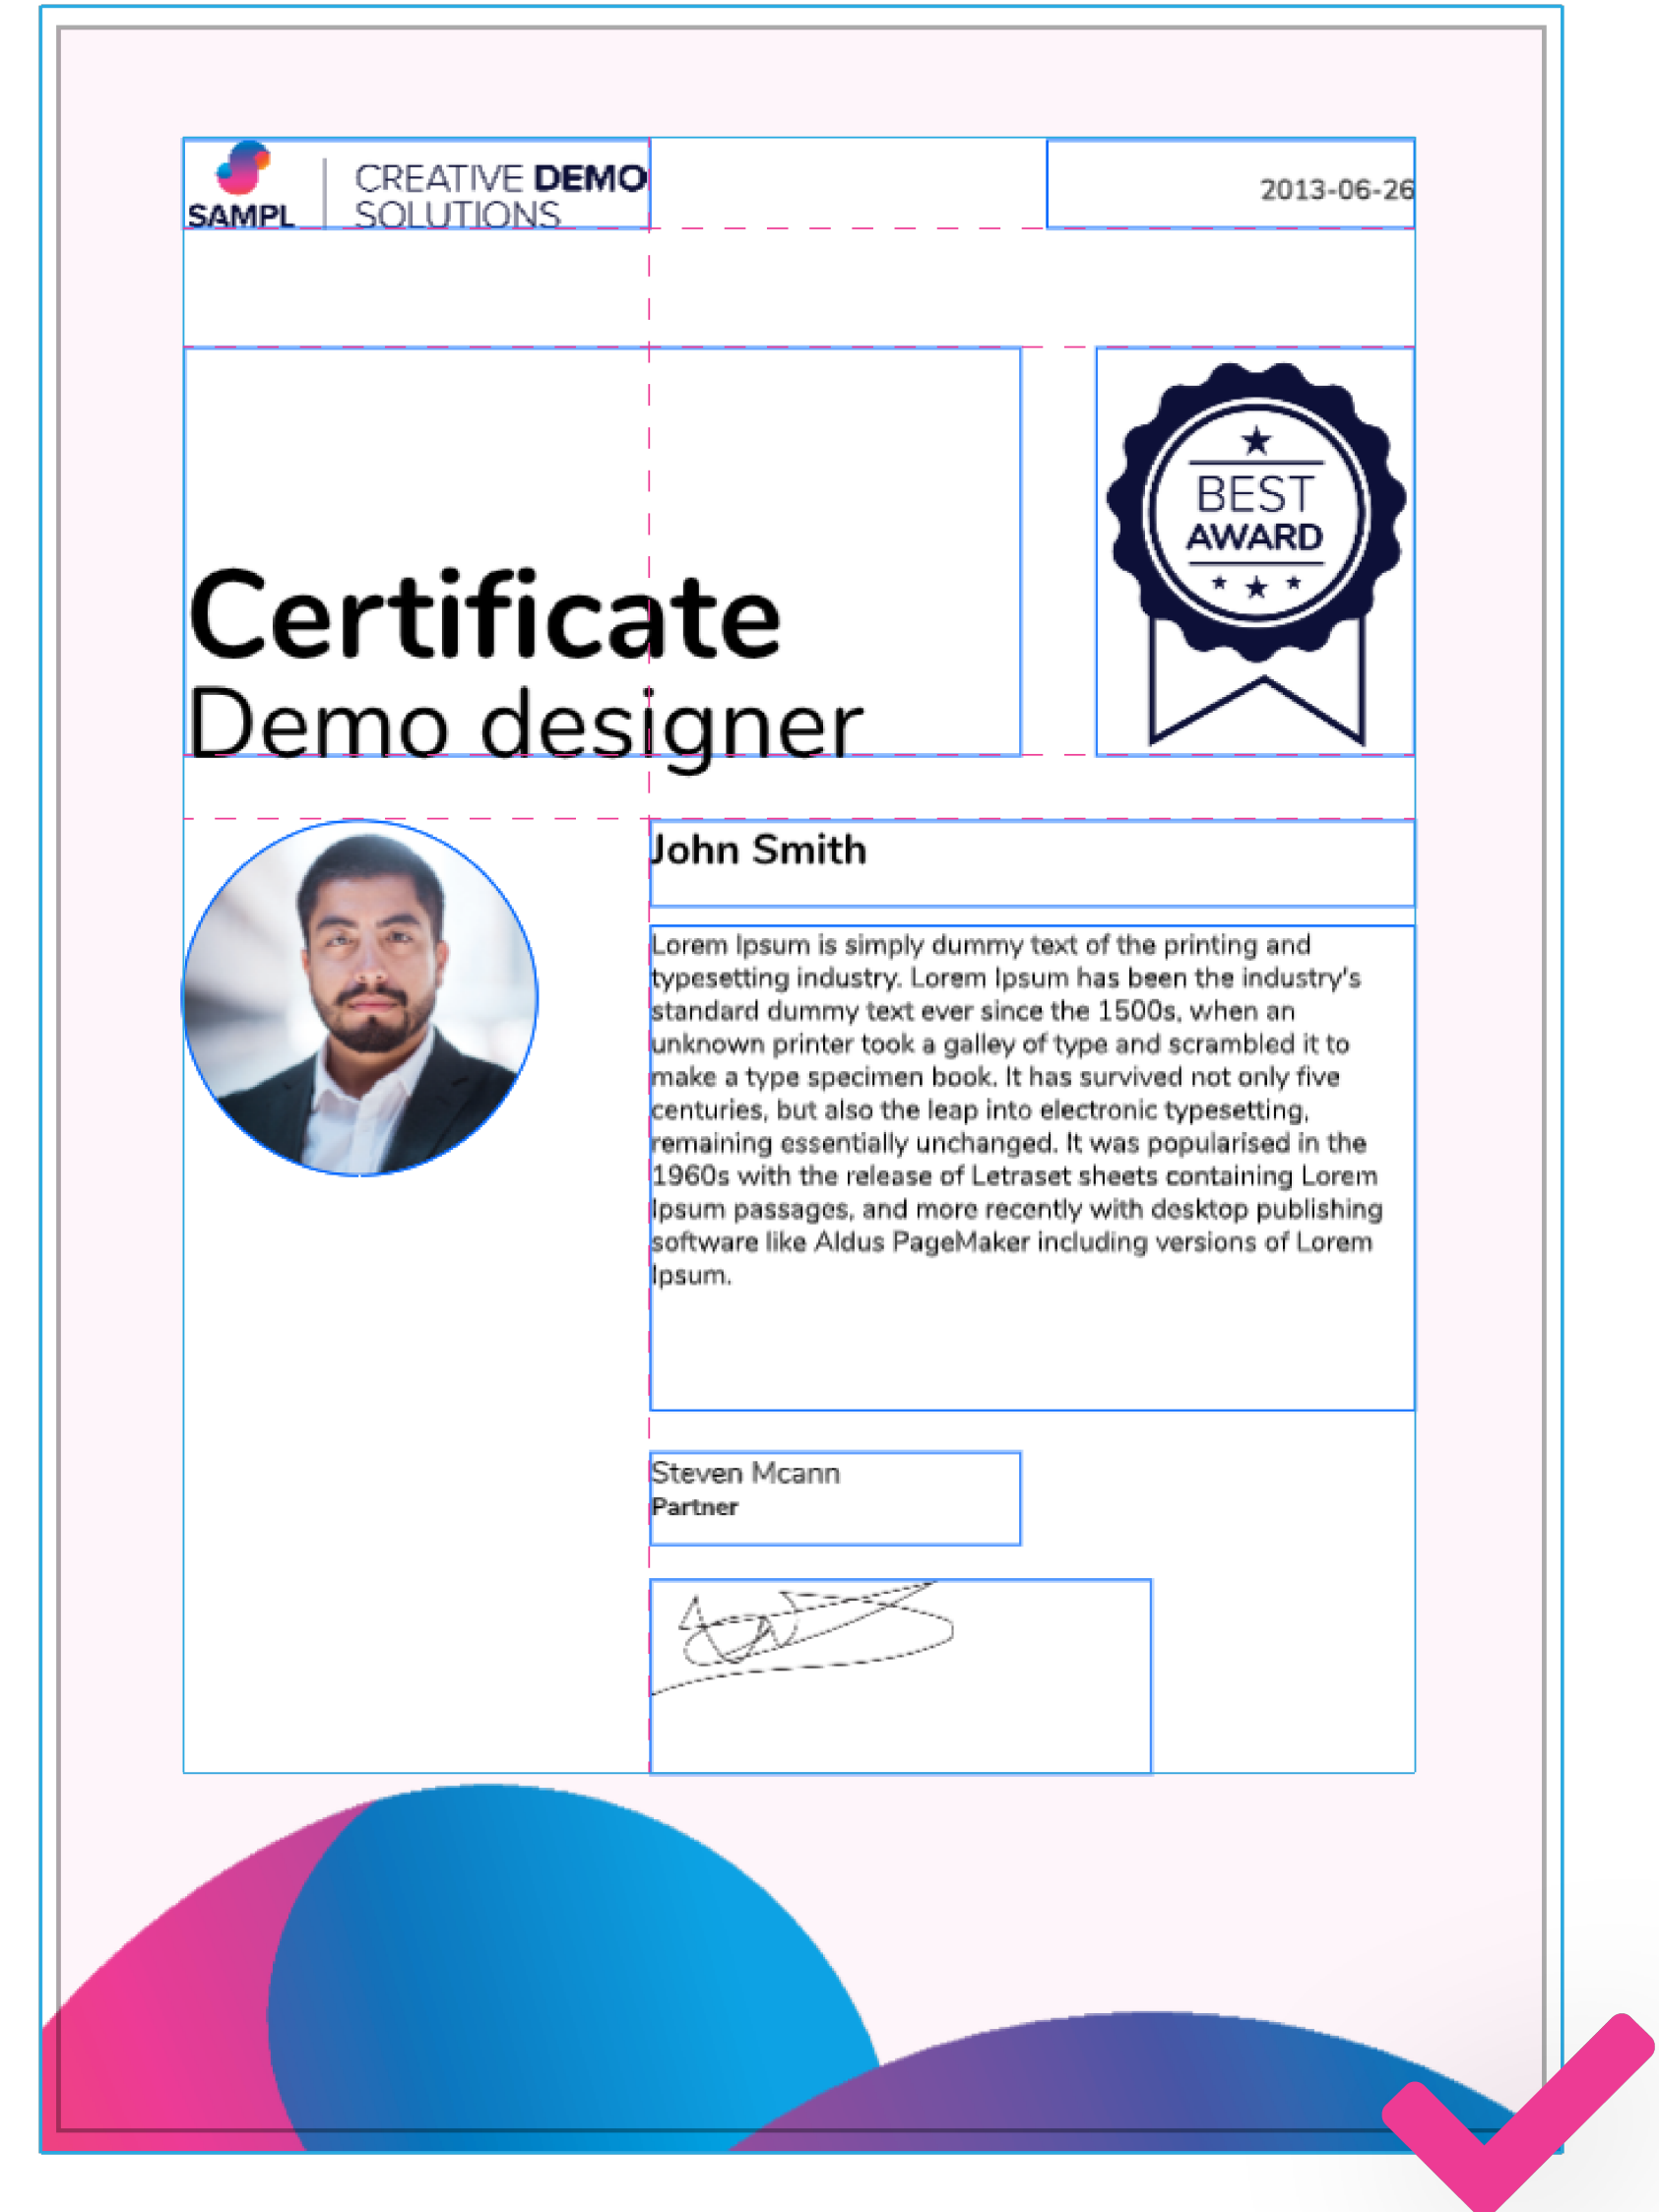 SAMPL
CREATIVE DEMO
SOLUTIONS
2013-06-26
BEST
AWARD
Certificate
Demo designer
John Smith
Lorem Ipsum is simply dummy text of the printing and
typesetting industry. Lorem Ipsum has been the industry's
standard dummy text ever since the 1500s, when an
unknown printer took a galley of type and scrambled it to
make a type specimen book. It has survived not only five
centuries, but also the leap into electronic typesetting,
remaining essentially unchanged. It was popularised in the
1960s with the release of Letraset sheets containing Lorem
Ipsum passages, and more recently with desktop publishing
software like Aldus PageMaker including versions of Lorem
Ipsum.
Steven Mcann
Partner